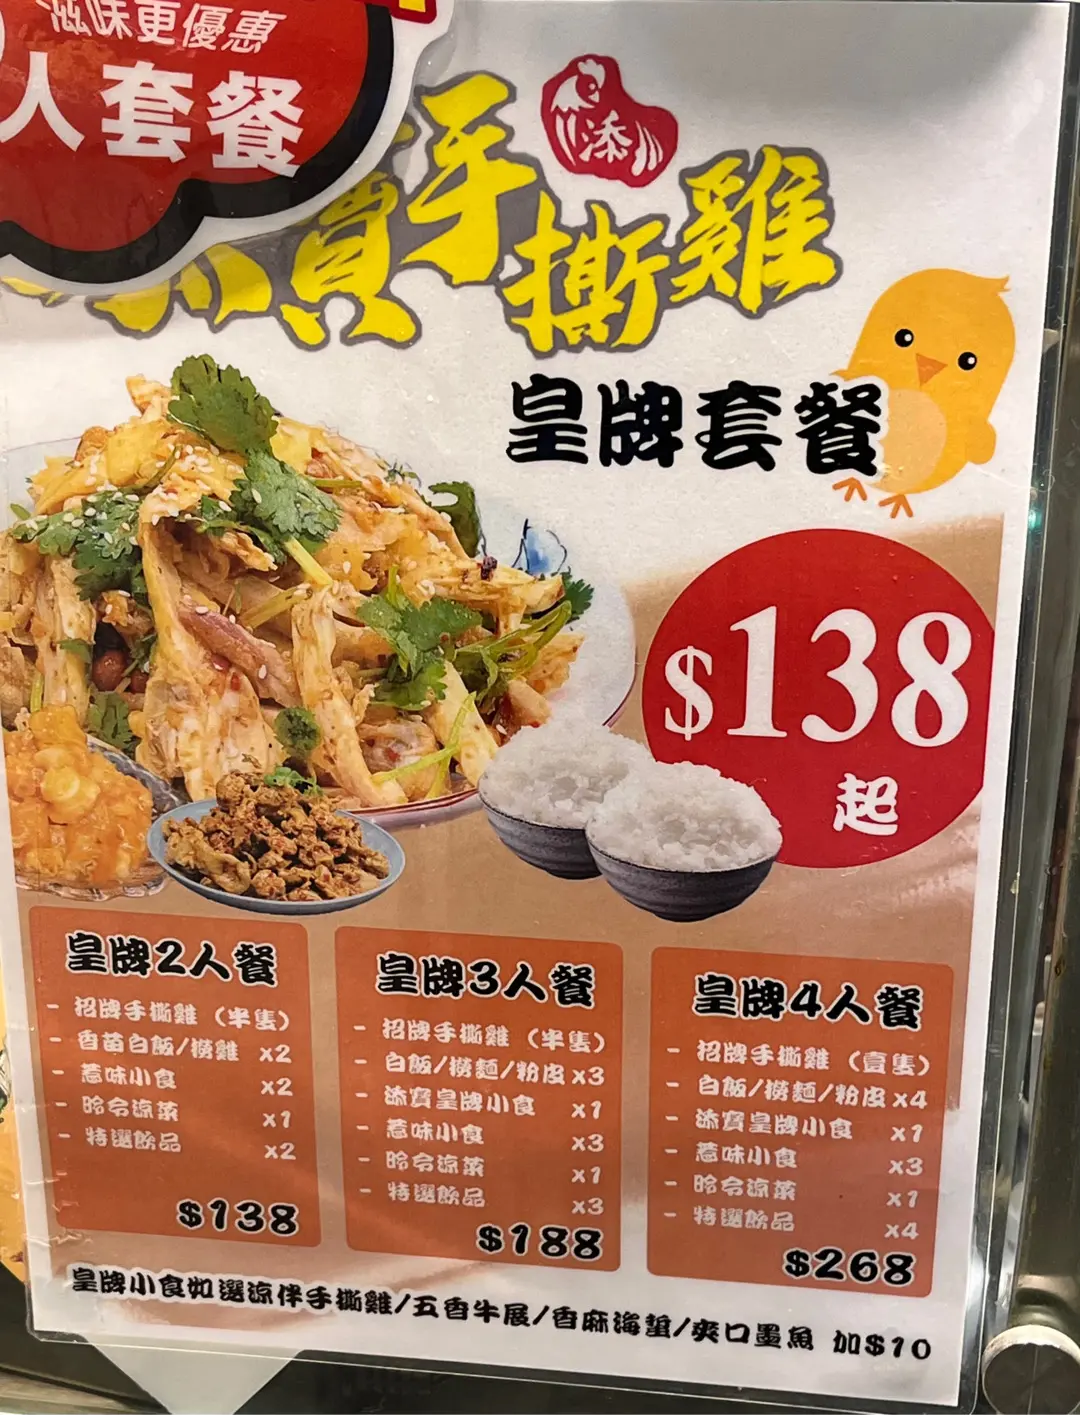 滋味更優惠
人套餐
添
寶手撕雞
皇牌套餐
$138
起
皇牌2人餐
- 招牌手撕雞（半隻）
- 香苗白飯/撈雞 x2
- 惹味小食 x2
- 時令涼菜 x1
- 特選飲品 x2
$138
皇牌3人餐
- 招牌手撕雞（半隻）
- 白飯/撈麵/粉皮 x3
- 添寶皇牌小食 x1
- 惹味小食 x3
- 時令涼菜 x1
- 特選飲品 x3
$188
皇牌4人餐
- 招牌手撕雞（壹隻）
- 白飯/撈麵/粉皮 x4
- 添寶皇牌小食 x1
- 惹味小食 x3
- 時令涼菜 x1
- 特選飲品 x4
$268
皇牌小食如選涼伴手撕雞/五香牛展/香麻海蜇/爽口墨魚 加$10